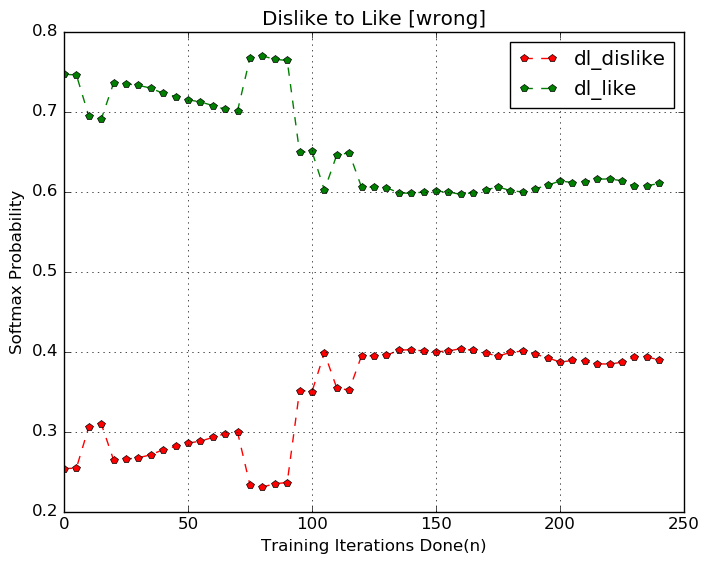 Dislike to Like [wrong]
dl_dislike
dl_like
0.8
0.7
0.6
0.5
0.4
0.3
0.2
Softmax Probability
0
50
100
150
200
250
Training Iterations Done(n)